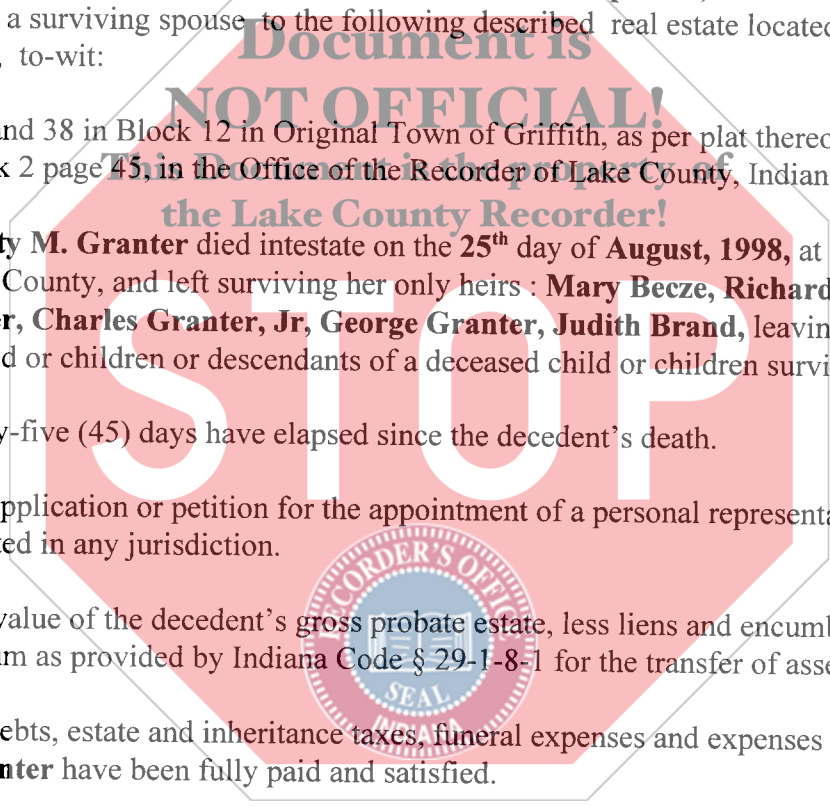 a surviving spouse to the following described real estate located
Document is
, to-wit:
NOT OFFICIAL!
nd 38 in Block 12 in Original Town of Griffith, as per plat thereo
This Document is the property of
k 2 page 45, in the Office of the Recorder of Lake County, Indian
the Lake County Recorder!
ty M. Granter died intestate on the 25th day of August, 1998, at
County, and left surviving her only heirs : Mary Becze, Richard
r, Charles Granter, Jr, George Granter, Judith Brand, leavin
d or children or descendants of a deceased child or children survi
STOP
y-five (45) days have elapsed since the decedent's death.
pplication or petition for the appointment of a personal representa
ed in any jurisdiction.
RECORDER'S OFFICE
value of the decedent's gross probate estate, less liens and encumb
m as provided by Indiana Code § 29-1-8-1 for the transfer of asse
SEAL
INDIANA
ebts, estate and inheritance taxes, funeral expenses and expenses
nter have been fully paid and satisfied.